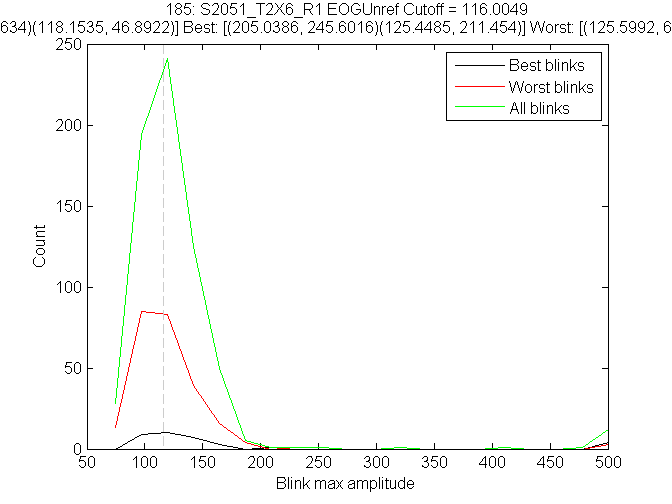 185: S2051_T2X6_R1 EOGUnref Cutoff = 116.0049
634)(118.1535, 46.8922)] Best: [(205.0386, 245.6016)(125.4485, 211.454)] Worst: [(125.5992, 6
250
200
150
100
50
0
Count
Best blinks
Worst blinks
All blinks
50 100 150 200 250 300 350 400 450 500
Blink max amplitude